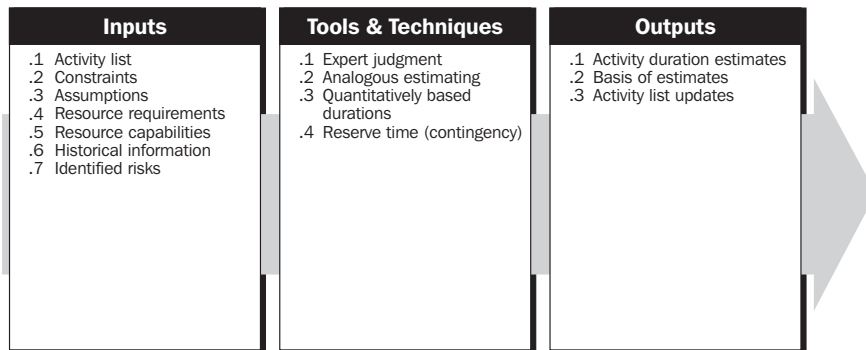 Inputs
.1 Activity list
.2 Constraints
.3 Assumptions
.4 Resource requirements
.5 Resource capabilities
.6 Historical information
.7 Identified risks
Tools & Techniques
.1 Expert judgment
.2 Analogous estimating
.3 Quantitatively based
durations
.4 Reserve time (contingency)
Outputs
.1 Activity duration estimates
.2 Basis of estimates
.3 Activity list updates